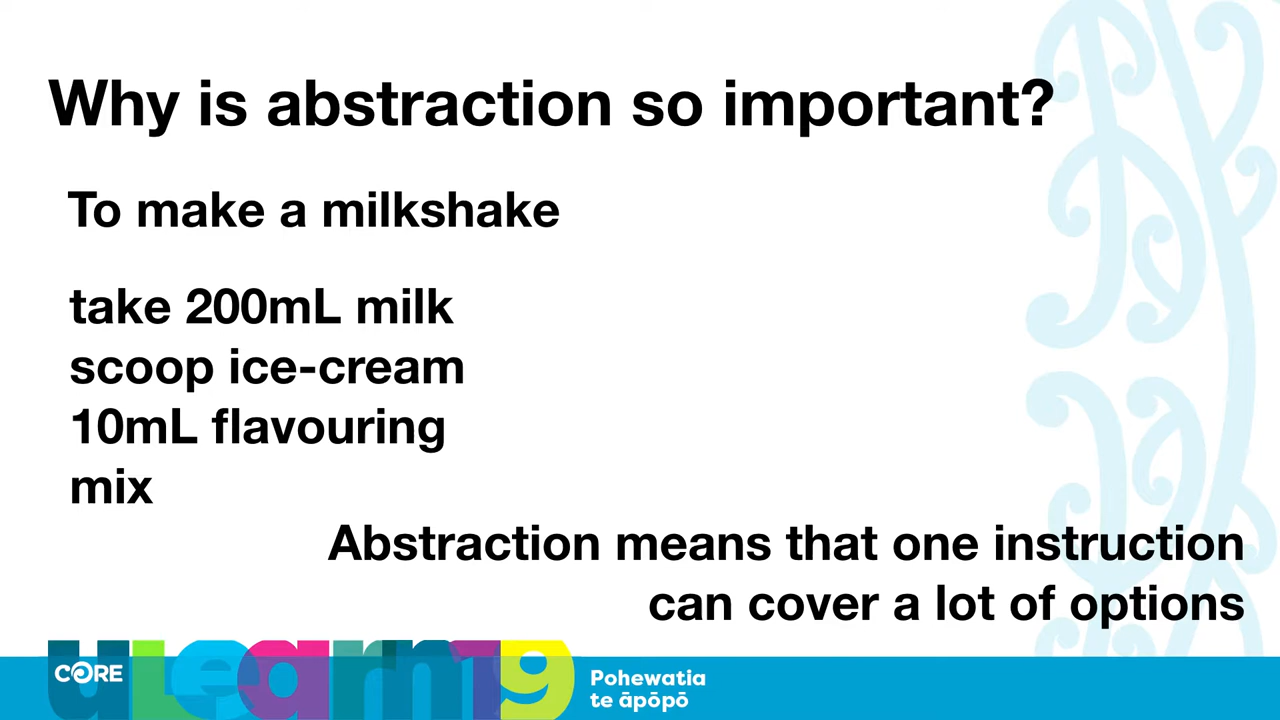 Why is abstraction so important?
To make a milkshake
take 200mL milk
scoop ice-cream
10mL flavouring
mix
Abstraction means that one instruction
can cover a lot of options
CORE
uLearn19
Pohewatia
te āpōpō